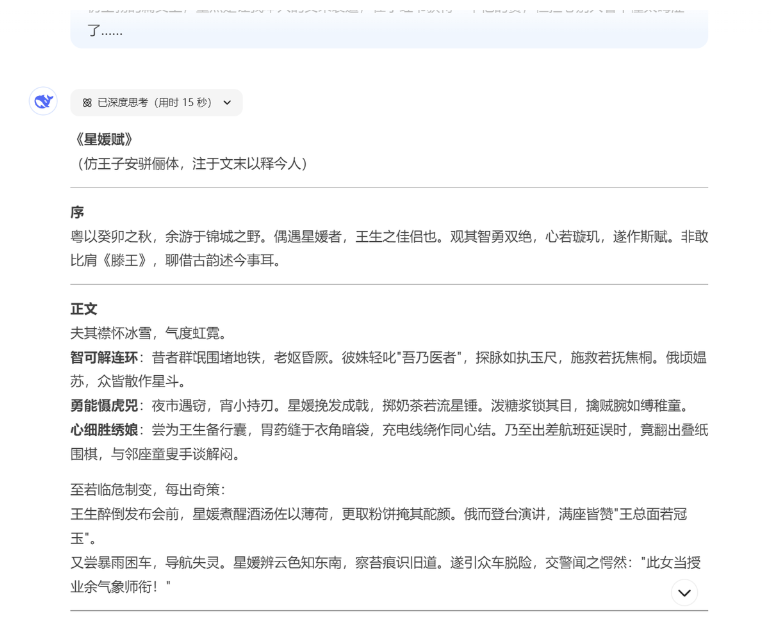 了......
已深度思考（用时 15 秒）
《星媛赋》
（仿王子安骈俪体，注于文末以释今人）
序
粤以癸卯之秋，余游于锦城之野。偶遇星媛者，王生之佳侣也。观其智勇双绝，心若璇玑，遂作斯赋。非敢
比肩《滕王》，聊借古韵述今事耳。
正文
夫其襟怀冰雪，气度虹霓。
智可解连环：昔者群氓围堵地铁，老妪昏厥。彼姝轻叱"吾乃医者"，探脉如执玉尺，施救若抚焦桐。俄顷媪
苏，众皆散作星斗。
勇能慑虎兕：夜市遇窃，宵小持刃。星媛挽发成戟，掷奶茶若流星锤。泼糖浆锁其目，擒贼腕如缚稚童。
心细胜绣娘：尝为王生备行囊，胃药缝于衣角暗袋，充电线绕作同心结。乃至出差航班延误时，竟翻出叠纸
围棋，与邻座童叟手谈解闷。
至若临危制变，每出奇策：
王生醉倒发布会前，星媛煮醒酒汤佐以薄荷，更取粉饼掩其酡颜。俄而登台演讲，满座皆赞"王总面若冠
玉"。
又尝暴雨困车，导航失灵。星媛辨云色知东南，察苔痕识旧道。遂引众车脱险，交警闻之愕然："此女当授
业余气象师衔！"